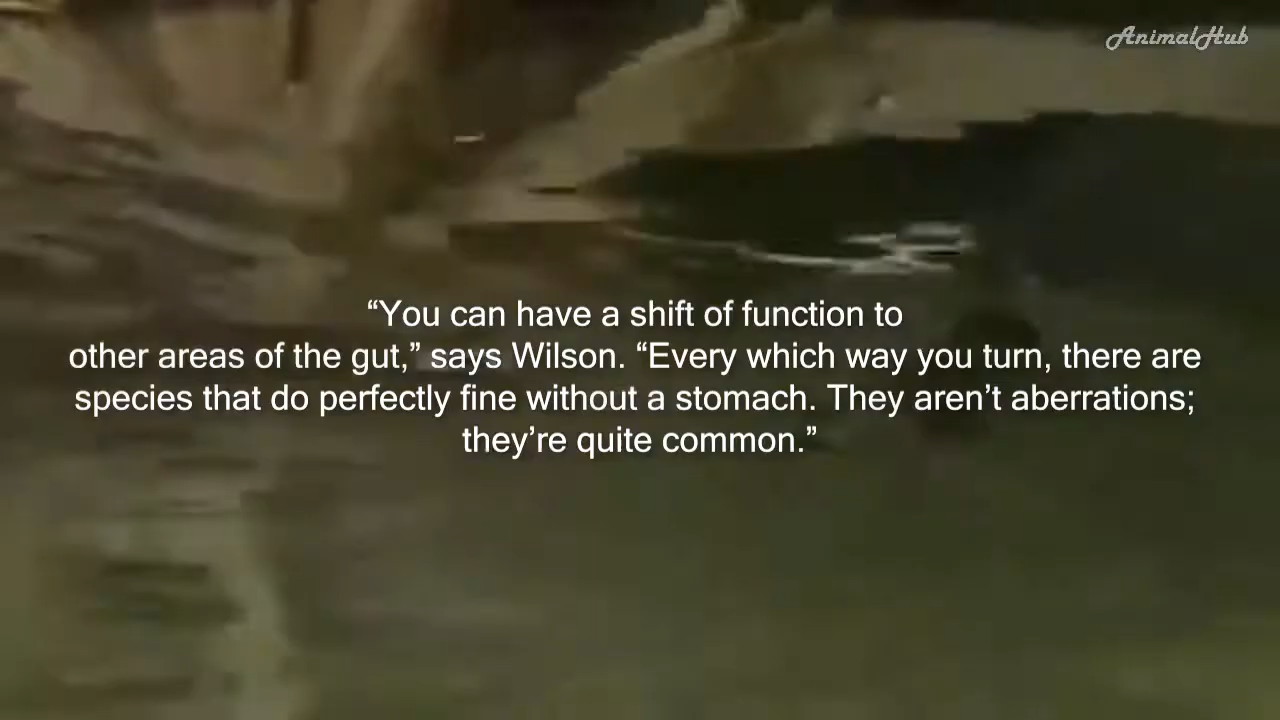 AnimalHub
“You can have a shift of function to
other areas of the gut,” says Wilson. “Every which way you turn, there are
species that do perfectly fine without a stomach. They aren’t aberrations;
they’re quite common.”